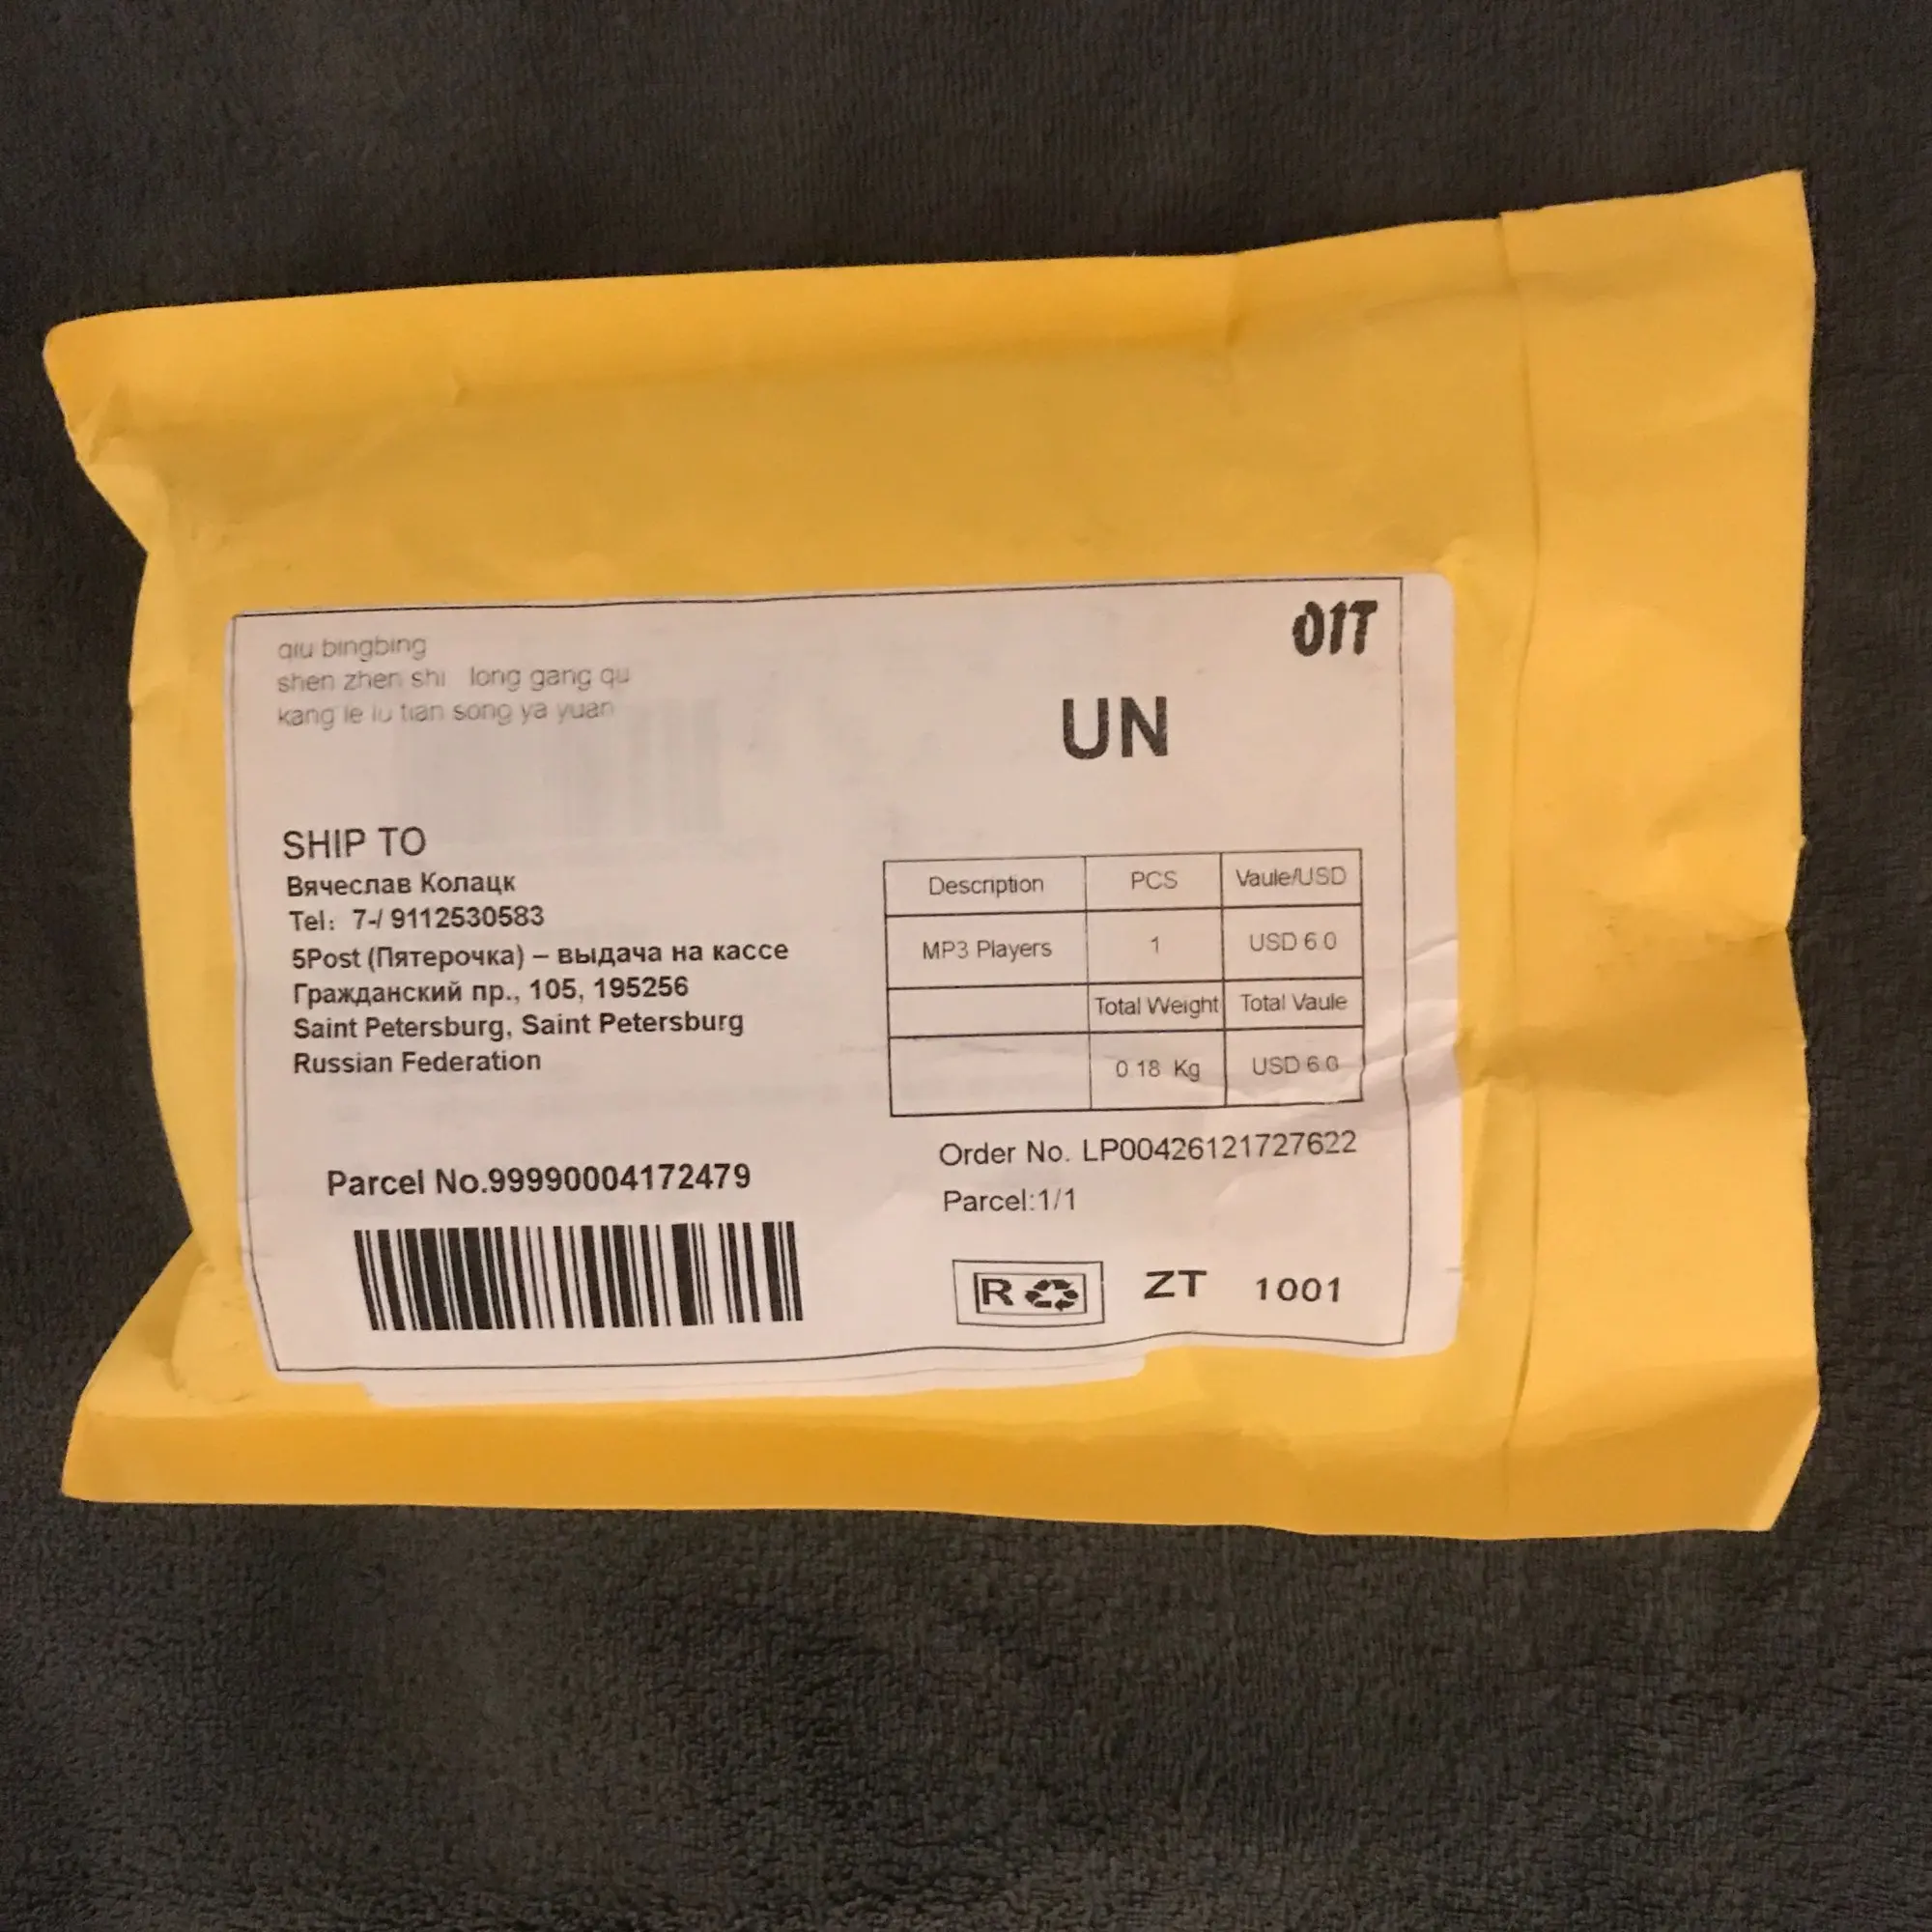 qiu bingbing
shen zhen shi long gang qu
kang le lu tian song ya yuan
01T
UN
SHIP TO
Вячеслав Колацк
Tel: 7-/ 9112530583
5Post (Пятерочка) – выдача на кассе
Гражданский пр., 105, 195256
Saint Petersburg, Saint Petersburg
Russian Federation
Description PCS Vaule/USD
MP3 Players 1 USD 6.0
Total Weight Total Vaule
0.18 Kg USD 6.0
Parcel No.99990004172479
Order No. LP00426121727622
Parcel:1/1
R ZT 1001